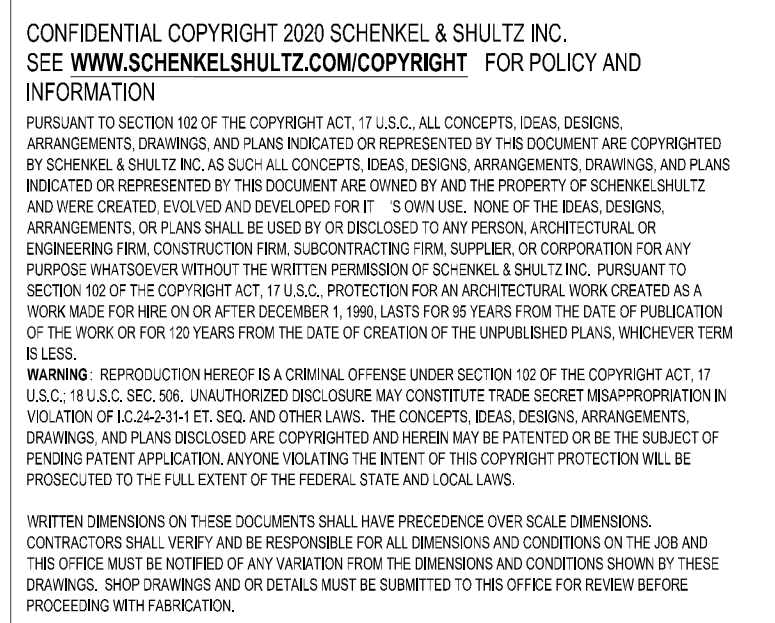 CONFIDENTIAL COPYRIGHT 2020 SCHENKEL & SHULTZ INC.
SEE WWW.SCHENKELSHULTZ.COM/COPYRIGHT FOR POLICY AND
INFORMATION
PURSUANT TO SECTION 102 OF THE COPYRIGHT ACT, 17 U.S.C., ALL CONCEPTS, IDEAS, DESIGNS,
ARRANGEMENTS, DRAWINGS, AND PLANS INDICATED OR REPRESENTED BY THIS DOCUMENT ARE COPYRIGHTED
BY SCHENKEL & SHULTZ INC. AS SUCH ALL CONCEPTS, IDEAS, DESIGNS, ARRANGEMENTS, DRAWINGS, AND PLANS
INDICATED OR REPRESENTED BY THIS DOCUMENT ARE OWNED BY AND THE PROPERTY OF SCHENKELSHULTZ
AND WERE CREATED, EVOLVED AND DEVELOPED FOR IT 'S OWN USE. NONE OF THE IDEAS, DESIGNS,
ARRANGEMENTS, OR PLANS SHALL BE USED BY OR DISCLOSED TO ANY PERSON, ARCHITECTURAL OR
ENGINEERING FIRM, CONSTRUCTION FIRM, SUBCONTRACTING FIRM, SUPPLIER, OR CORPORATION FOR ANY
PURPOSE WHATSOEVER WITHOUT THE WRITTEN PERMISSION OF SCHENKEL & SHULTZ INC. PURSUANT TO
SECTION 102 OF THE COPYRIGHT ACT, 17 U.S.C., PROTECTION FOR AN ARCHITECTURAL WORK CREATED AS A
WORK MADE FOR HIRE ON OR AFTER DECEMBER 1, 1990, LASTS FOR 95 YEARS FROM THE DATE OF PUBLICATION
OF THE WORK OR FOR 120 YEARS FROM THE DATE OF CREATION OF THE UNPUBLISHED PLANS, WHICHEVER TERM
IS LESS.
WARNING: REPRODUCTION HEREOF IS A CRIMINAL OFFENSE UNDER SECTION 102 OF THE COPYRIGHT ACT, 17
U.S.C.; 18 U.S.C. SEC. 506. UNAUTHORIZED DISCLOSURE MAY CONSTITUTE TRADE SECRET MISAPPROPRIATION IN
VIOLATION OF I.C.24-2-31-1 ET. SEQ. AND OTHER LAWS. THE CONCEPTS, IDEAS, DESIGNS, ARRANGEMENTS,
DRAWINGS, AND PLANS DISCLOSED ARE COPYRIGHTED AND HEREIN MAY BE PATENTED OR BE THE SUBJECT OF
PENDING PATENT APPLICATION. ANYONE VIOLATING THE INTENT OF THIS COPYRIGHT PROTECTION WILL BE
PROSECUTED TO THE FULL EXTENT OF THE FEDERAL STATE AND LOCAL LAWS.
WRITTEN DIMENSIONS ON THESE DOCUMENTS SHALL HAVE PRECEDENCE OVER SCALE DIMENSIONS.
CONTRACTORS SHALL VERIFY AND BE RESPONSIBLE FOR ALL DIMENSIONS AND CONDITIONS ON THE JOB AND
THIS OFFICE MUST BE NOTIFIED OF ANY VARIATION FROM THE DIMENSIONS AND CONDITIONS SHOWN BY THESE
DRAWINGS. SHOP DRAWINGS AND OR DETAILS MUST BE SUBMITTED TO THIS OFFICE FOR REVIEW BEFORE
PROCEEDING WITH FABRICATION.